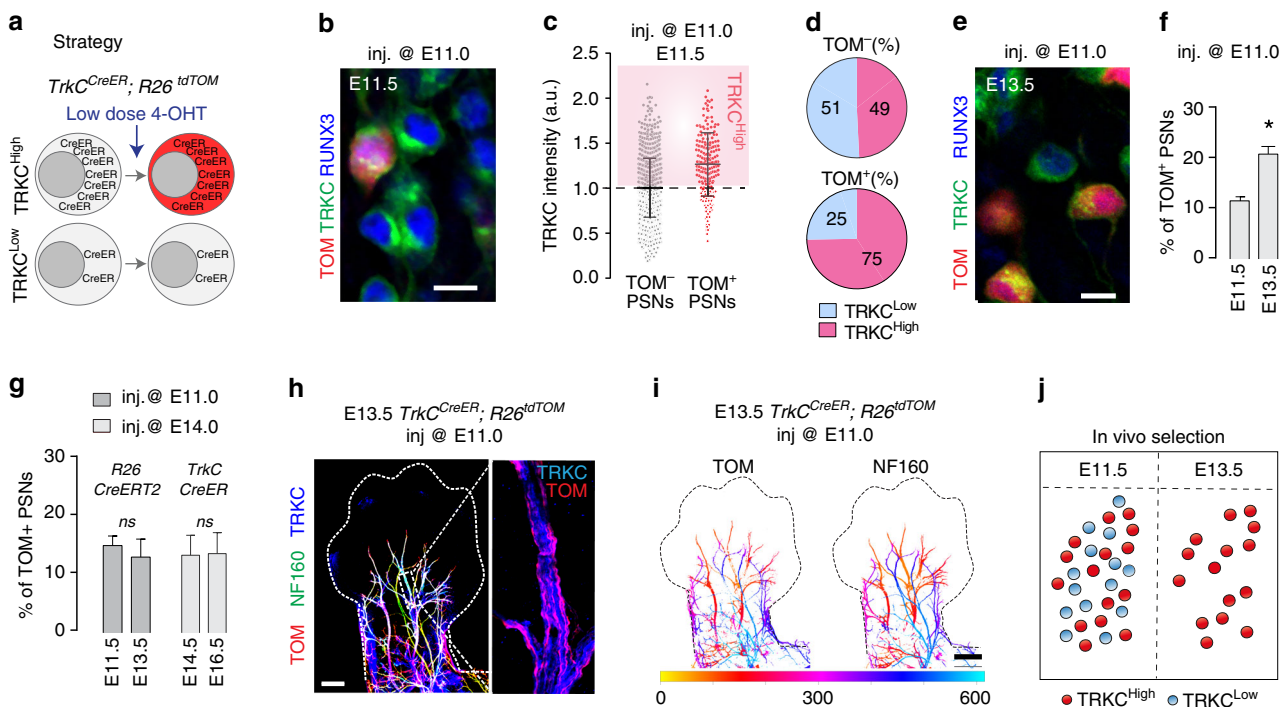 a
Strategy
TrkC^CreER; R26^tdTOM
Low dose 4-OHT
TRKC^High
CreER
CreER
CreER
CreER
CreER
CreER
CreER
CreER
CreER
CreER
CreER
CreER
CreER
CreER
TRKC^Low
CreER
CreER
CreER
CreER
b
inj. @ E11.0
E11.5
TOM TRKC RUNX3
c
inj. @ E11.0
E11.5
TRKC intensity (a.u.)
2.5
2.0
1.5
1.0
0.5
0.0
TRKC^High
TOM⁻ TOM⁺
PSNs PSNs
d
TOM⁻(%)
51 49
TOM⁺(%)
25
75
TRKC^Low
TRKC^High
e
inj. @ E11.0
E13.5
TOM TRKC RUNX3
f
inj. @ E11.0
% of TOM⁺ PSNs
30
20
10
0
*
E11.5
E13.5
g
inj.@ E11.0
inj.@ E14.0
% of TOM+ PSNs
30
20
10
0
R26 TrkC
CreERT2 CreER
ns ns
E11.5
E13.5
E14.5
E16.5
h
E13.5 TrkC^CreER; R26^tdTOM
inj @ E11.0
TOM NF160 TRKC
TRKC
TOM
i
E13.5 TrkC^CreER; R26^tdTOM
inj @ E11.0
TOM NF160
0 300 600
j
In vivo selection
E11.5 E13.5
TRKC^High TRKC^Low